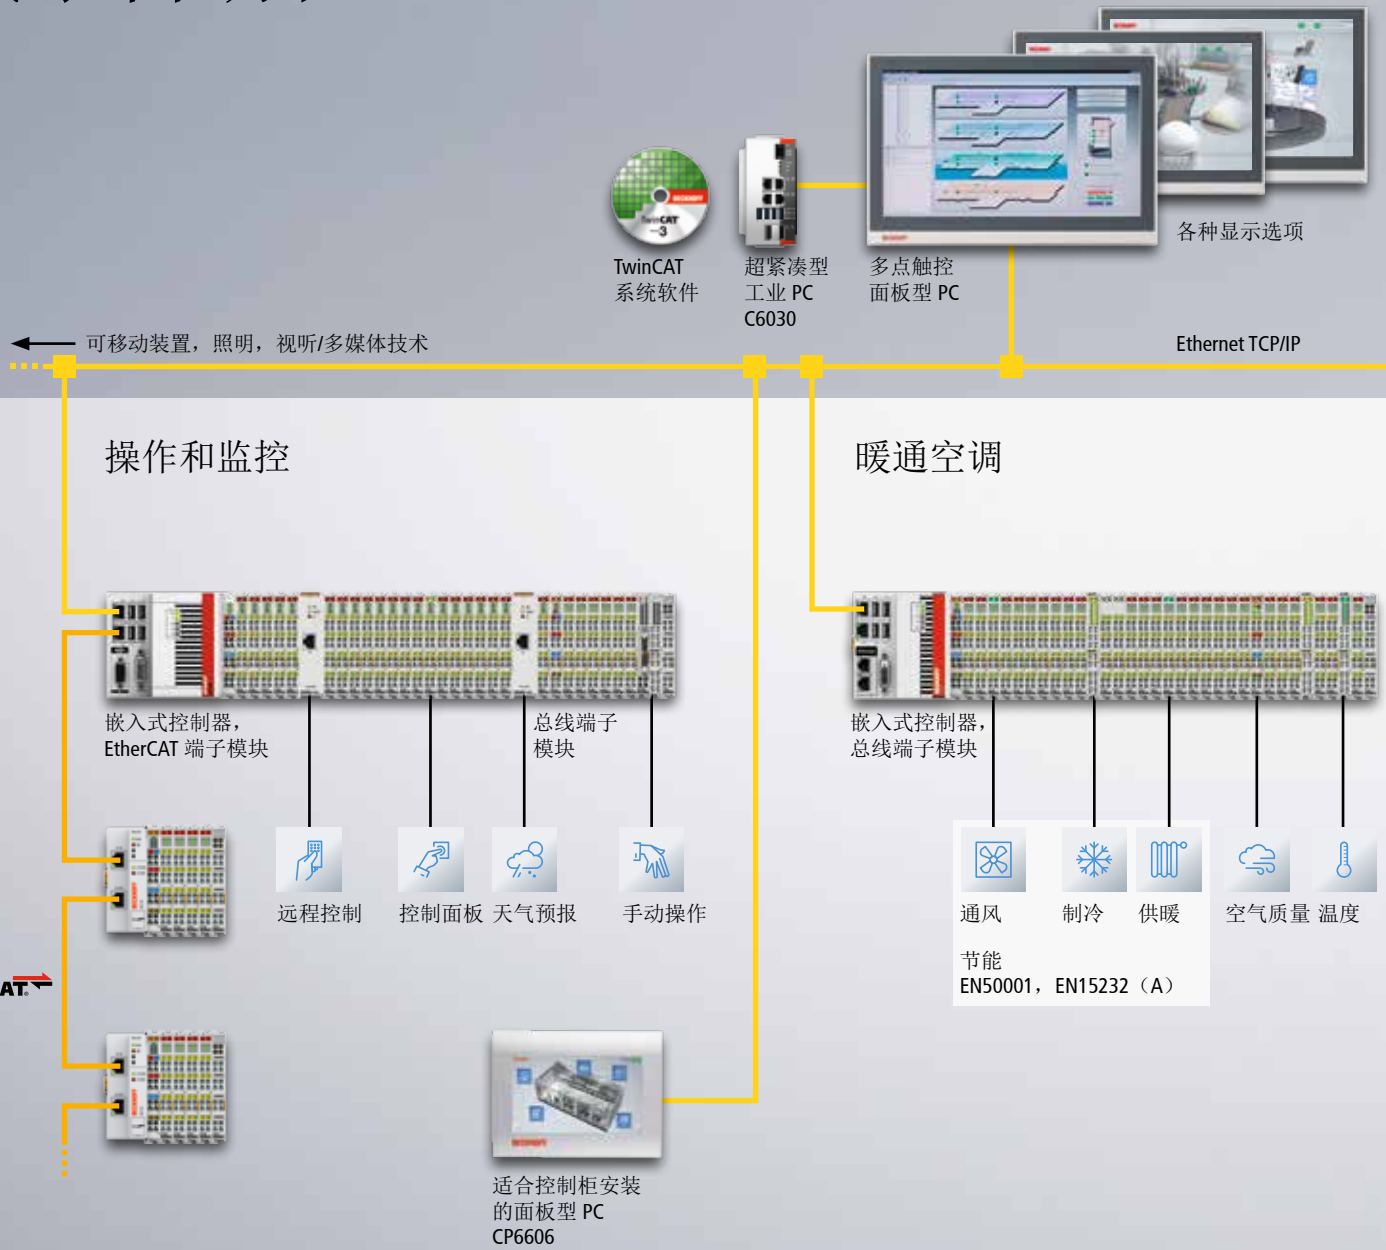 TwinCAT
系统软件
超紧凑型
工业 PC
C6030
多点触控
面板型 PC
各种显示选项
可移动装置，照明，视听/多媒体技术
Ethernet TCP/IP
操作和监控
暖通空调
嵌入式控制器，
EtherCAT 端子模块
总线端子
模块
嵌入式控制器，
总线端子模块
远程控制
控制面板
天气预报
手动操作
通风
制冷
供暖
空气质量
温度
节能
EN50001，EN15232（A）
AT
适合控制柜安装
的面板型 PC
CP6606
BECKHOFF
TwinCAT
3